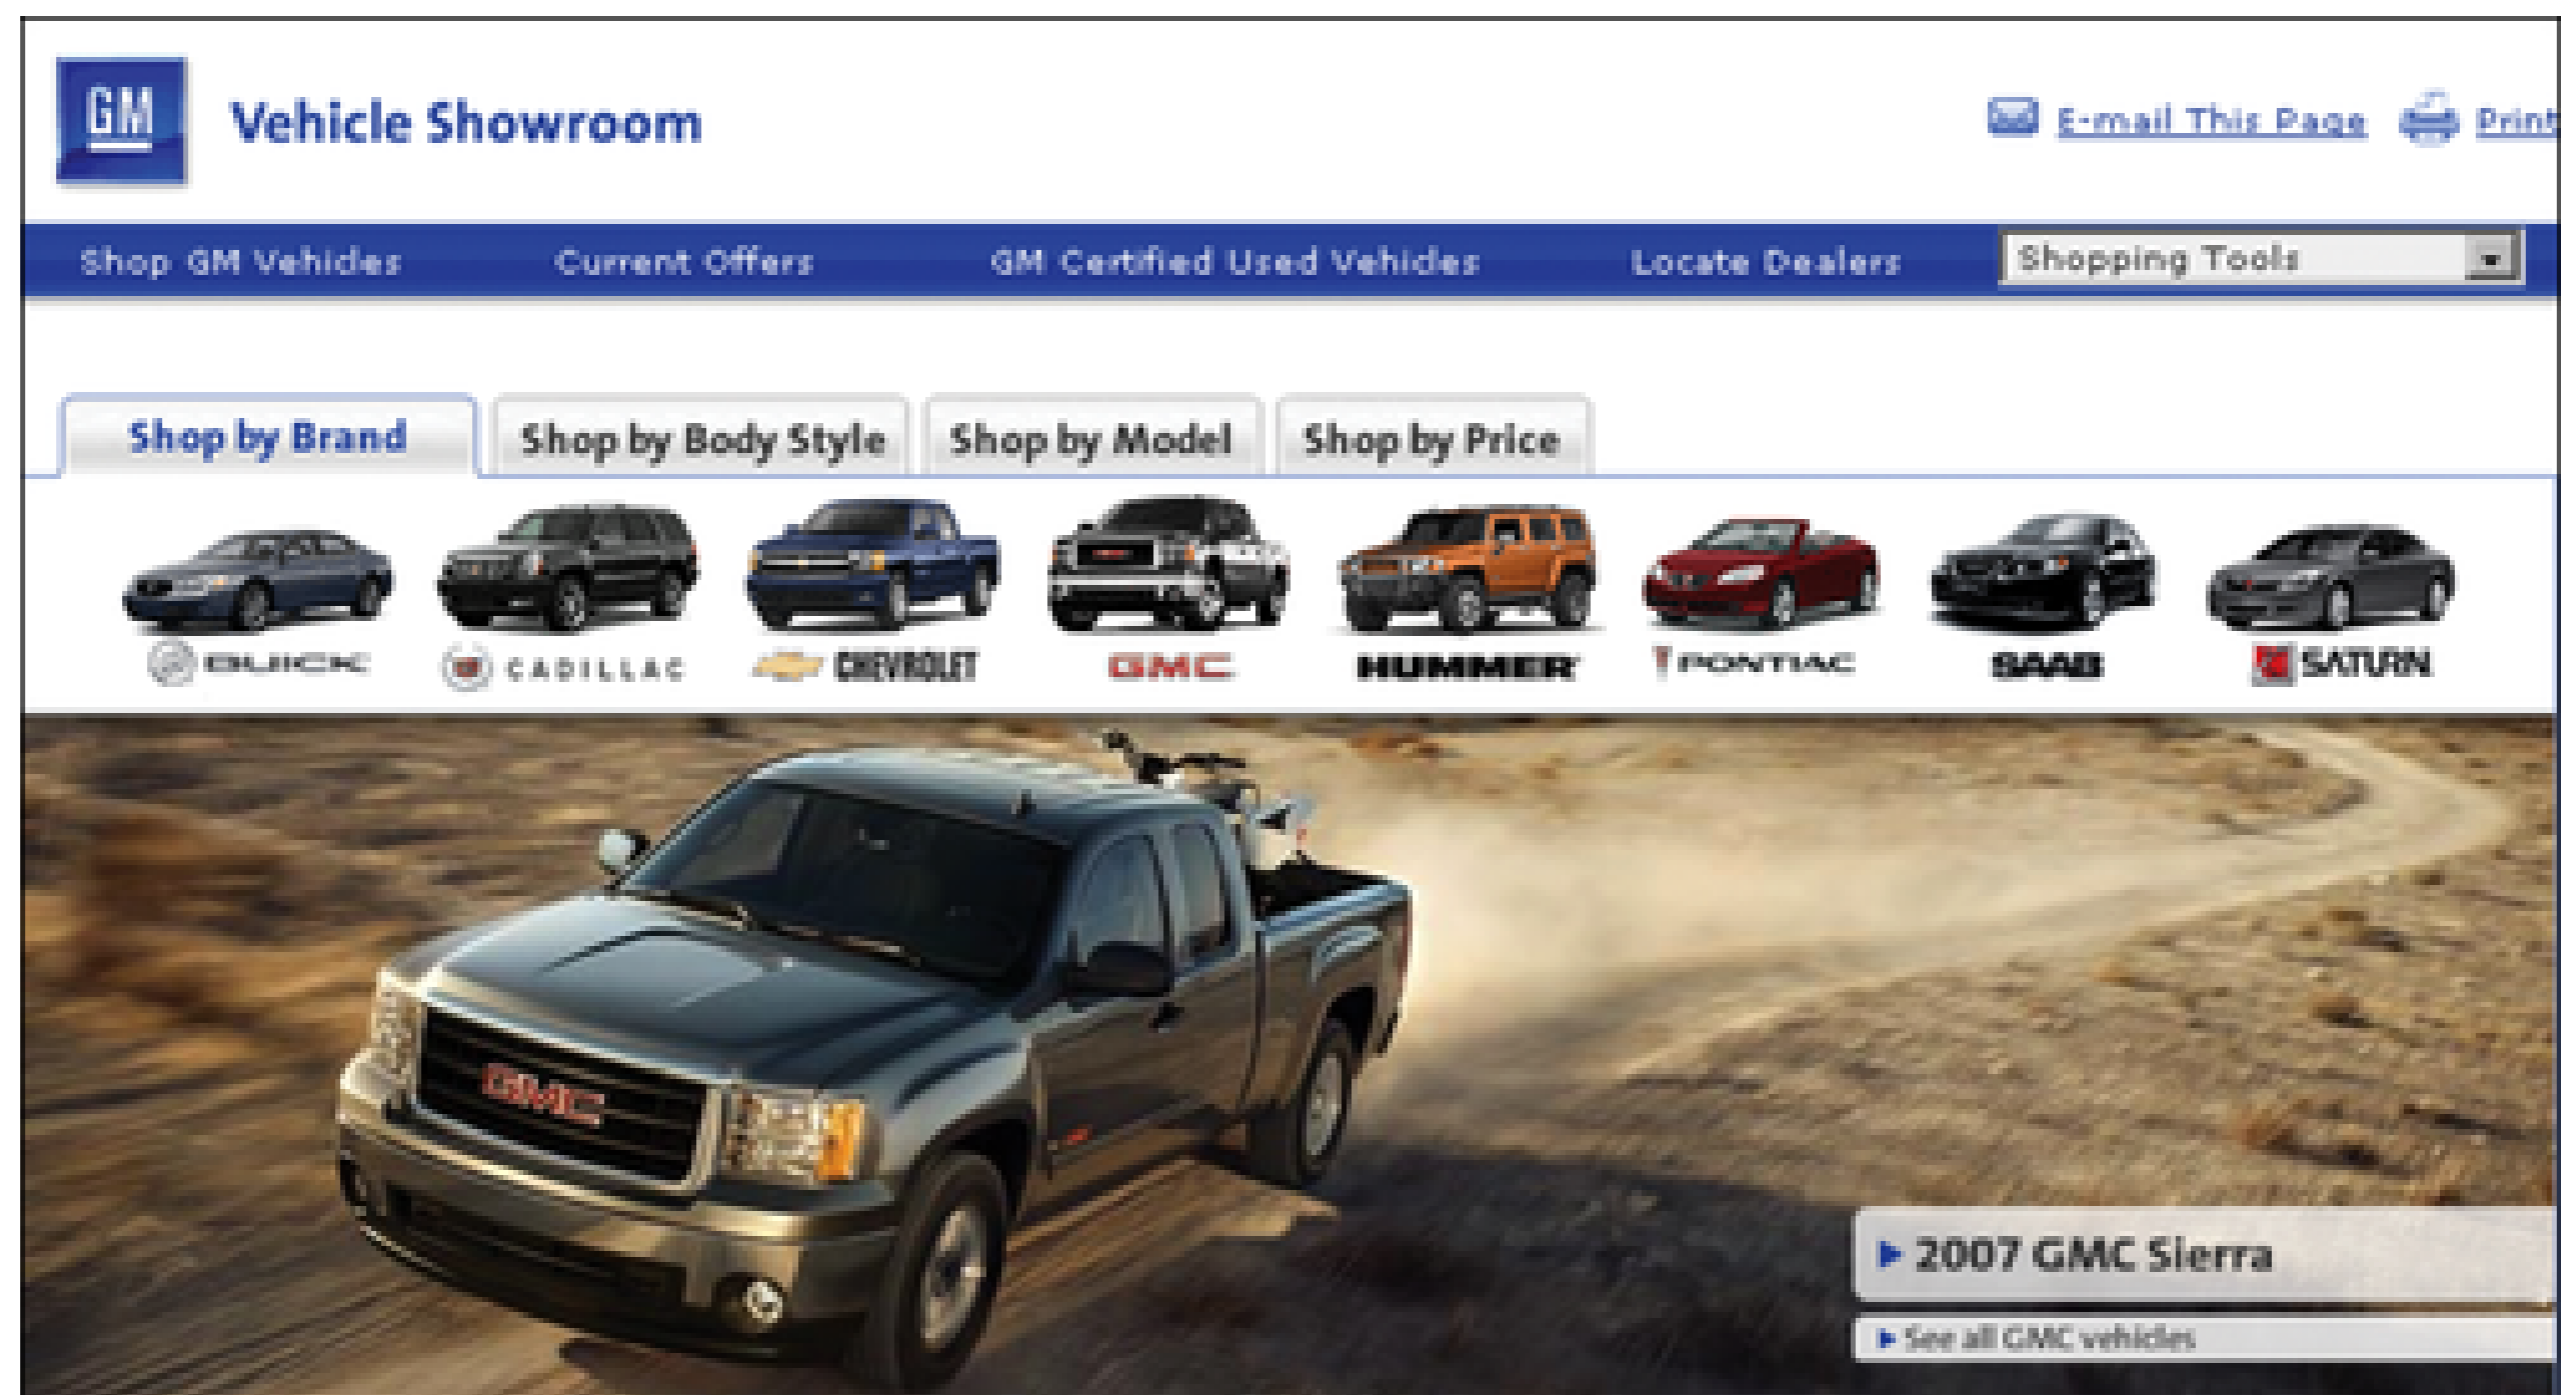 GM
Vehicle Showroom
E-mail This Page Print
Shop GM Vehicles Current Offers GM Certified Used Vehicles Locate Dealers Shopping Tools
Shop by Brand Shop by Body Style Shop by Model Shop by Price
GMC
BUICK CADILLAC CHEVROLET GMC HUMMER PONTIAC SAAB SATURN
GMC
2007 GMC Sierra
See all GMC vehicles